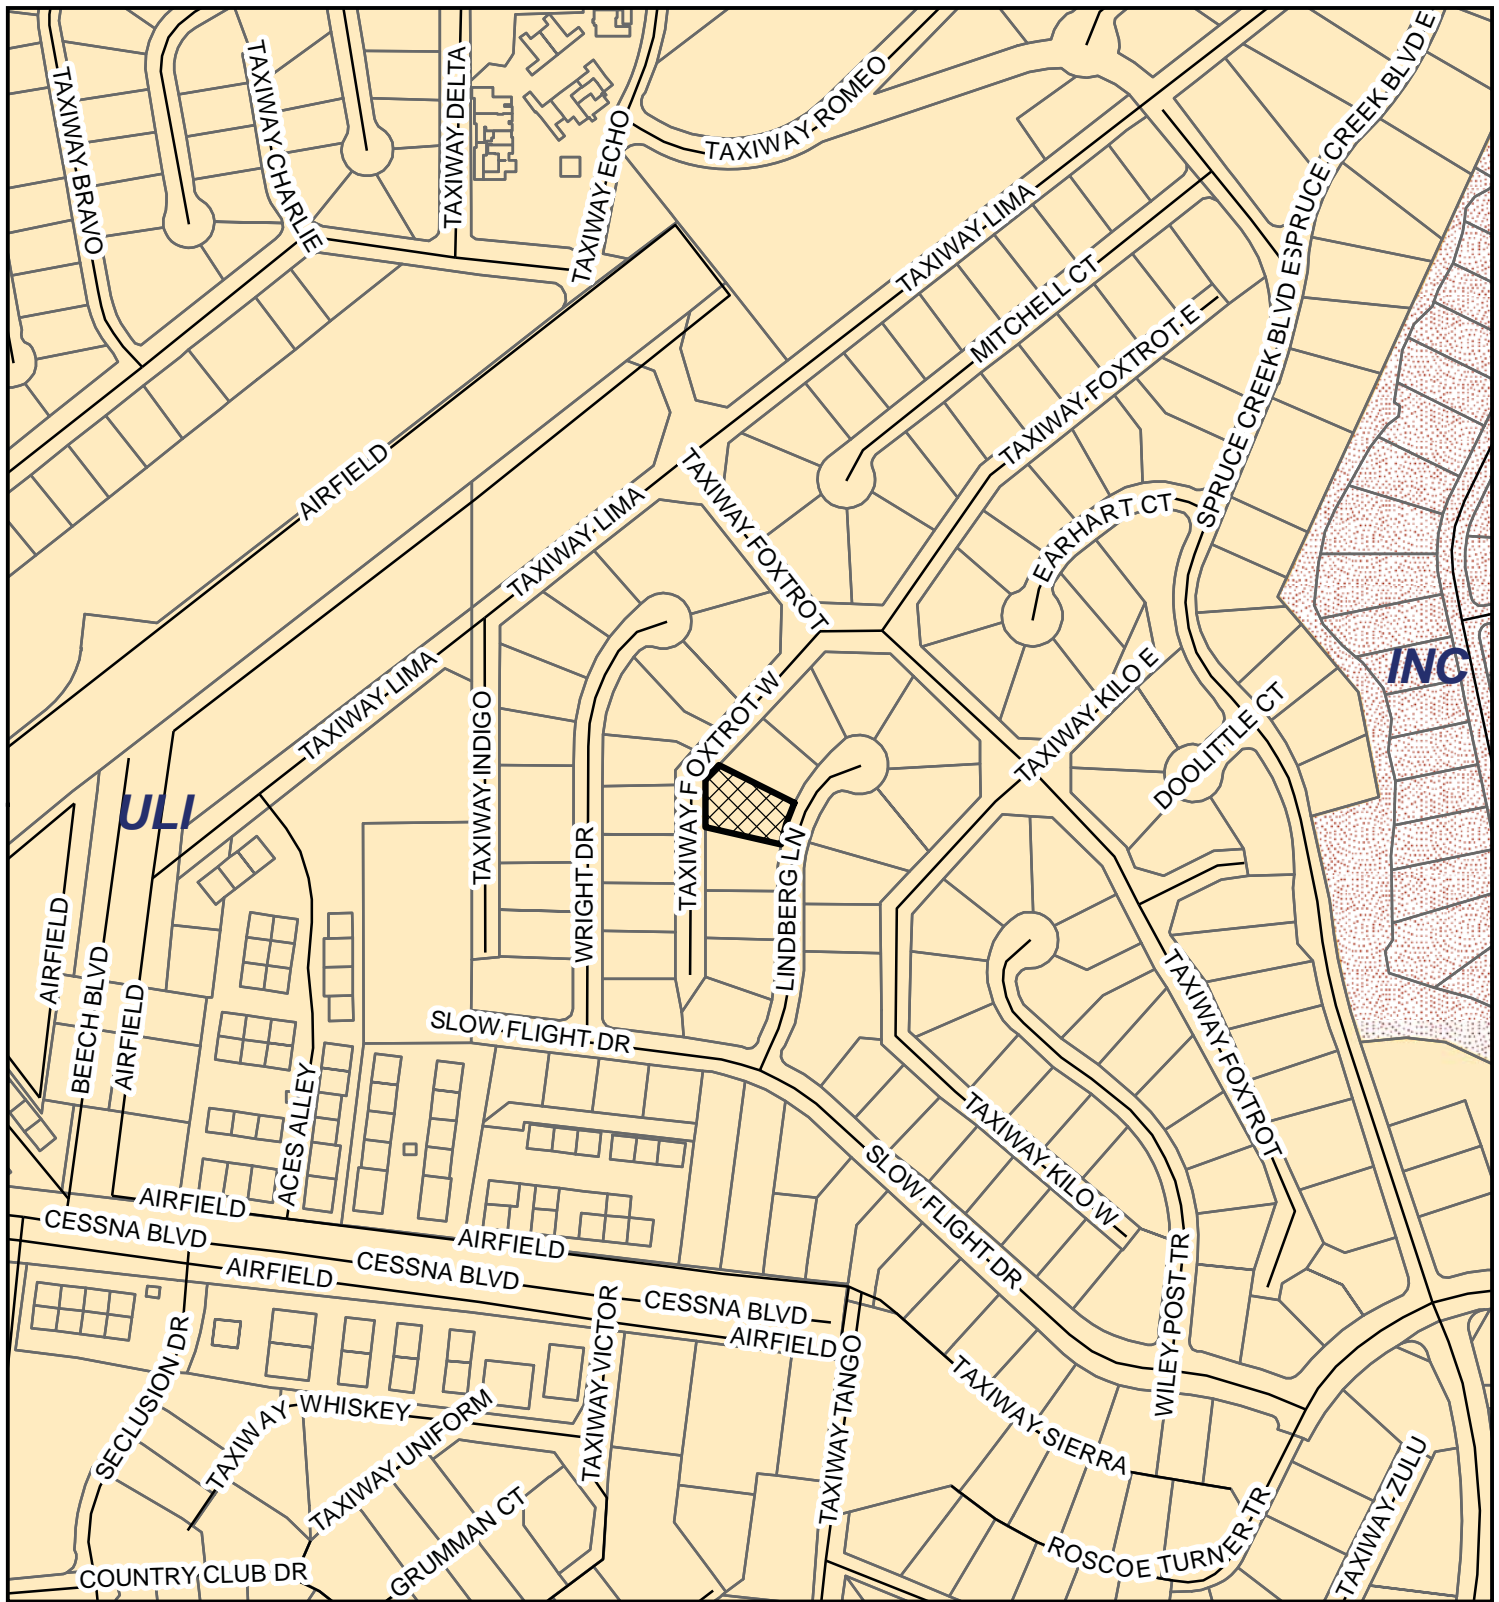 TAXIWAY BRAVO
TAXIWAY-CHARLIE
TAXIWAY-DELTA
TAXIWAY-ECHO
TAXIWAY-ROMEO
SPRUCE CREEK BLVD E
SPRUCE CREEK BLVD E
SPRUCE CREEK BLVD E
TAXIWAY-LIMA
MITCHELL CT
TAXIWAY-FOXTROT-E
AIRFIELD
TAXIWAY-FOXTROT
TAXIWAY-LIMA
EARHART CT
TAXIWAY-LIMA
TAXIWAY-INDIGO
TAXIWAY-FOXTROT-W
TAXIWAY-KILO E
DOOLITTLE CT
INC
ULI
WRIGHT-DR
LINDBERG LN
AIRFIELD
BEECH BLVD
AIRFIELD
TAXIWAY-FOXTROT
SLOW-FLIGHT-DR
ACES ALLEY
TAXIWAY-KILO W
SLOW-FLIGHT-DR
AIRFIELD
CESSNA BLVD
AIRFIELD
AIRFIELD
CESSNA BLVD
CESSNA BLVD
AIRFIELD
WILEY-POST-TR
SECLUSION-DR
TAXIWAY-VICTOR
TAXIWAY-TANGO
TAXIWAY-SIERRA
TAXIWAY WHISKEY
TAXIWAY-UNIFORM
GRUMMAN CT
COUNTRY CLUB DR
ROSCOE TURNER-TR
TAXIWAY-ZULU